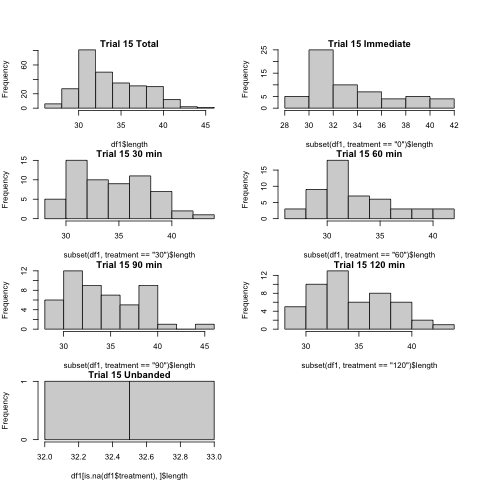 Trial 15 Total
Frequency
0 20 60
30 35 40 45
df1$length
Trial 15 Immediate
Frequency
0 5 15 25
28 30 32 34 36 38 40 42
subset(df1, treatment == "0")$length
Trial 15 30 min
Frequency
0 5 10 15
30 35 40
subset(df1, treatment == "30")$length
Trial 15 60 min
Frequency
0 5 10 15
30 35 40
subset(df1, treatment == "60")$length
Trial 15 90 min
Frequency
0 4 8 12
30 35 40 45
subset(df1, treatment == "90")$length
Trial 15 120 min
Frequency
0 4 8 12
30 35 40
subset(df1, treatment == "120")$length
Trial 15 Unbanded
Frequency
0 1
32.0 32.2 32.4 32.6 32.8 33.0
df1[is.na(df1$treatment), ]$length